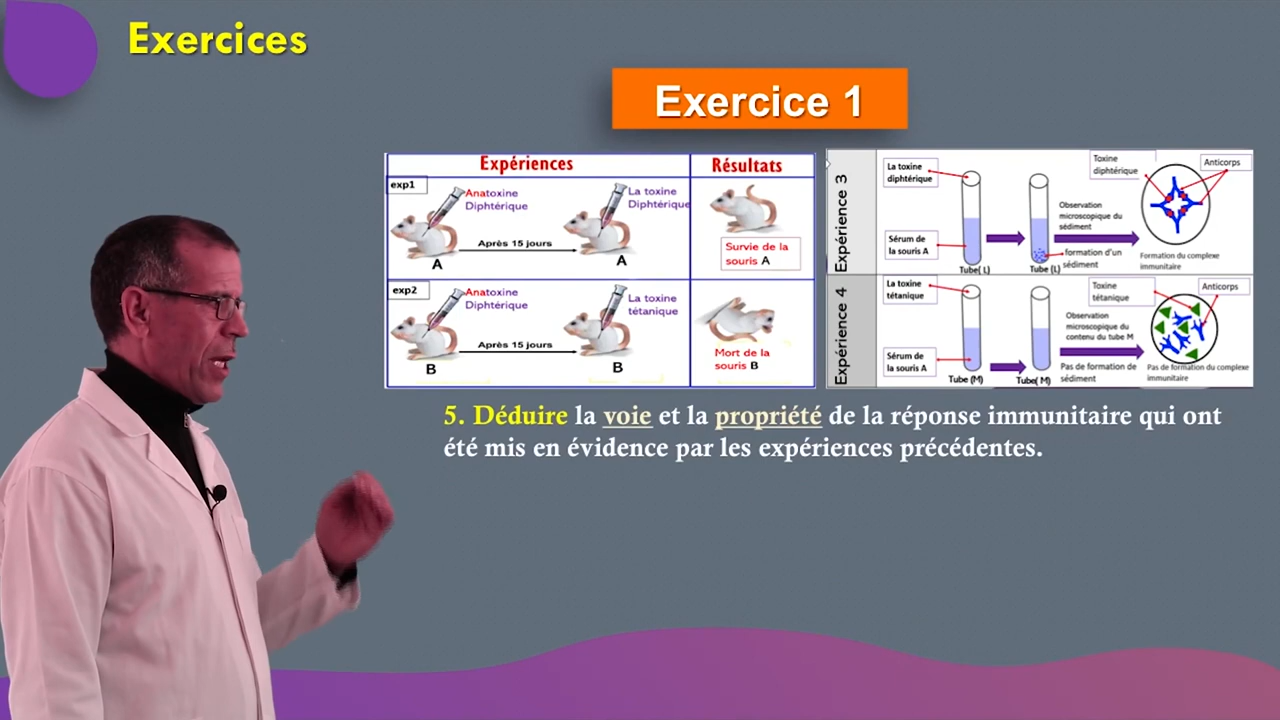 Exercices
Exercice 1
Expériences
Résultats
exp1
Anatoxine
Diphtérique
La toxine
Diphtérique
Après 15 jours
A
A
Survie de la
souris A
exp2
Anatoxine
Diphtérique
La toxine
tétanique
Après 15 jours
B
B
Mort de la
souris B
Expérience 3
La toxine
diphtérique
Sérum de
la souris A
Tube( L)
Tube (L)
Observation
microscopique du
sédiment
formation d'un
sédiment
Toxine
diphtérique
Anticorps
Formation du complexe
immunitaire
Expérience 4
La toxine
tétanique
Sérum de
la souris A
Tube (M)
Tube( M)
Observation
microscopique du
contenu du tube M
Pas de formation de
sédiment
Toxine
tétanique
Anticorps
Pas de formation du complexe
immunitaire
5. Déduire la voie et la propriété de la réponse immunitaire qui ont
été mis en évidence par les expériences précédentes.